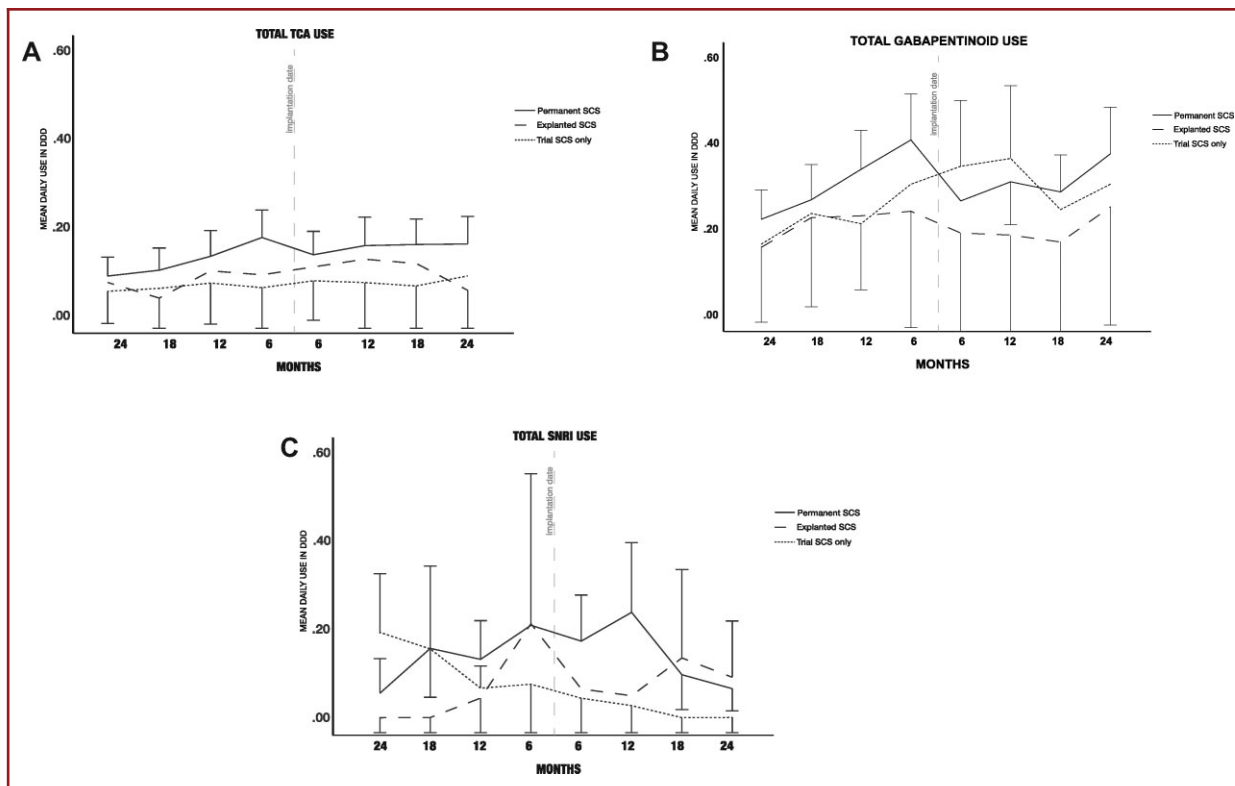 A
TOTAL TCA USE
.60
.40
.20
.00
MEAN DAILY USE IN DDD
Implantation date
Permanent SCS
Explanted SCS
Trial SCS only
24 18 12 6 6 12 18 24
MONTHS
B
TOTAL GABAPENTINOID USE
.60
.40
.20
.00
MEAN DAILY USE IN DDD
Implantation date
Permanent SCS
Explanted SCS
Trial SCS only
24 18 12 6 6 12 18 24
MONTHS
C
TOTAL SNRI USE
.60
.40
.20
.00
MEAN DAILY USE IN DDD
Implantation date
Permanent SCS
Explanted SCS
Trial SCS only
24 18 12 6 6 12 18 24
MONTHS